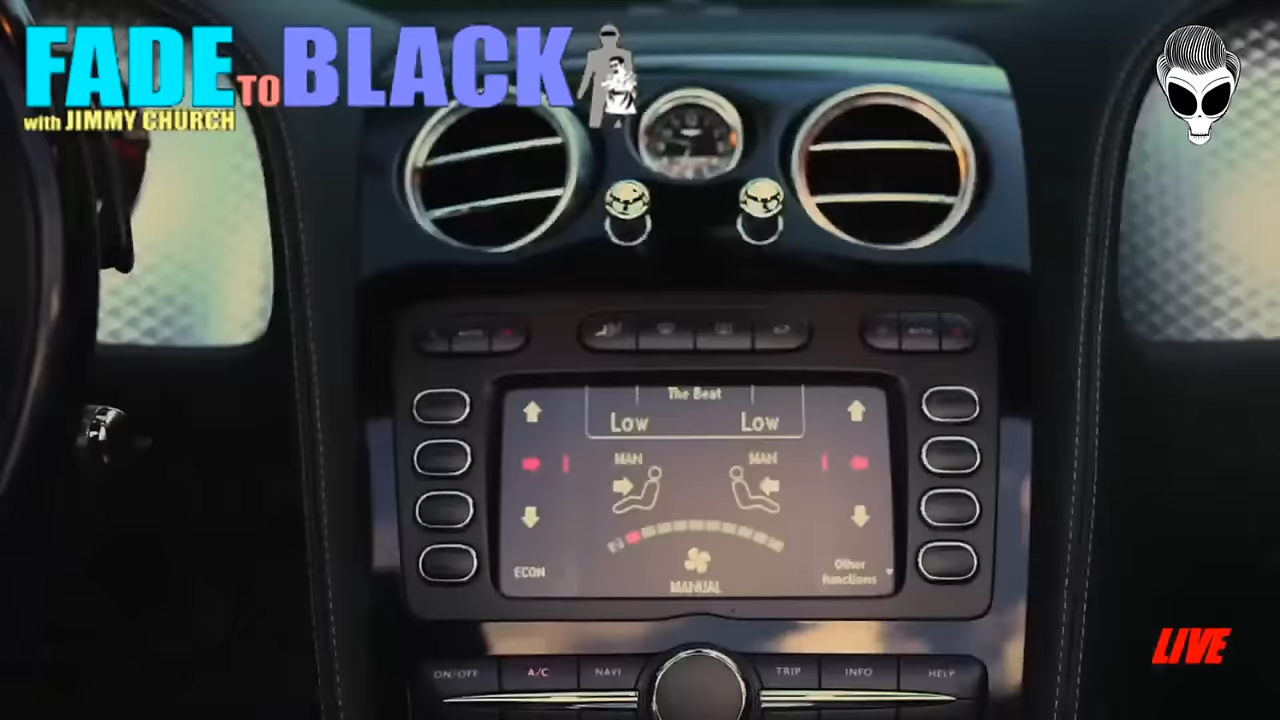 FADE TO BLACK
with JIMMY CHURCH
The Beat
Low Low
MAN MAN
ECON
MANUAL
Other
functions
LIVE
ON/OFF A/C NAVI TRIP INFO HELP